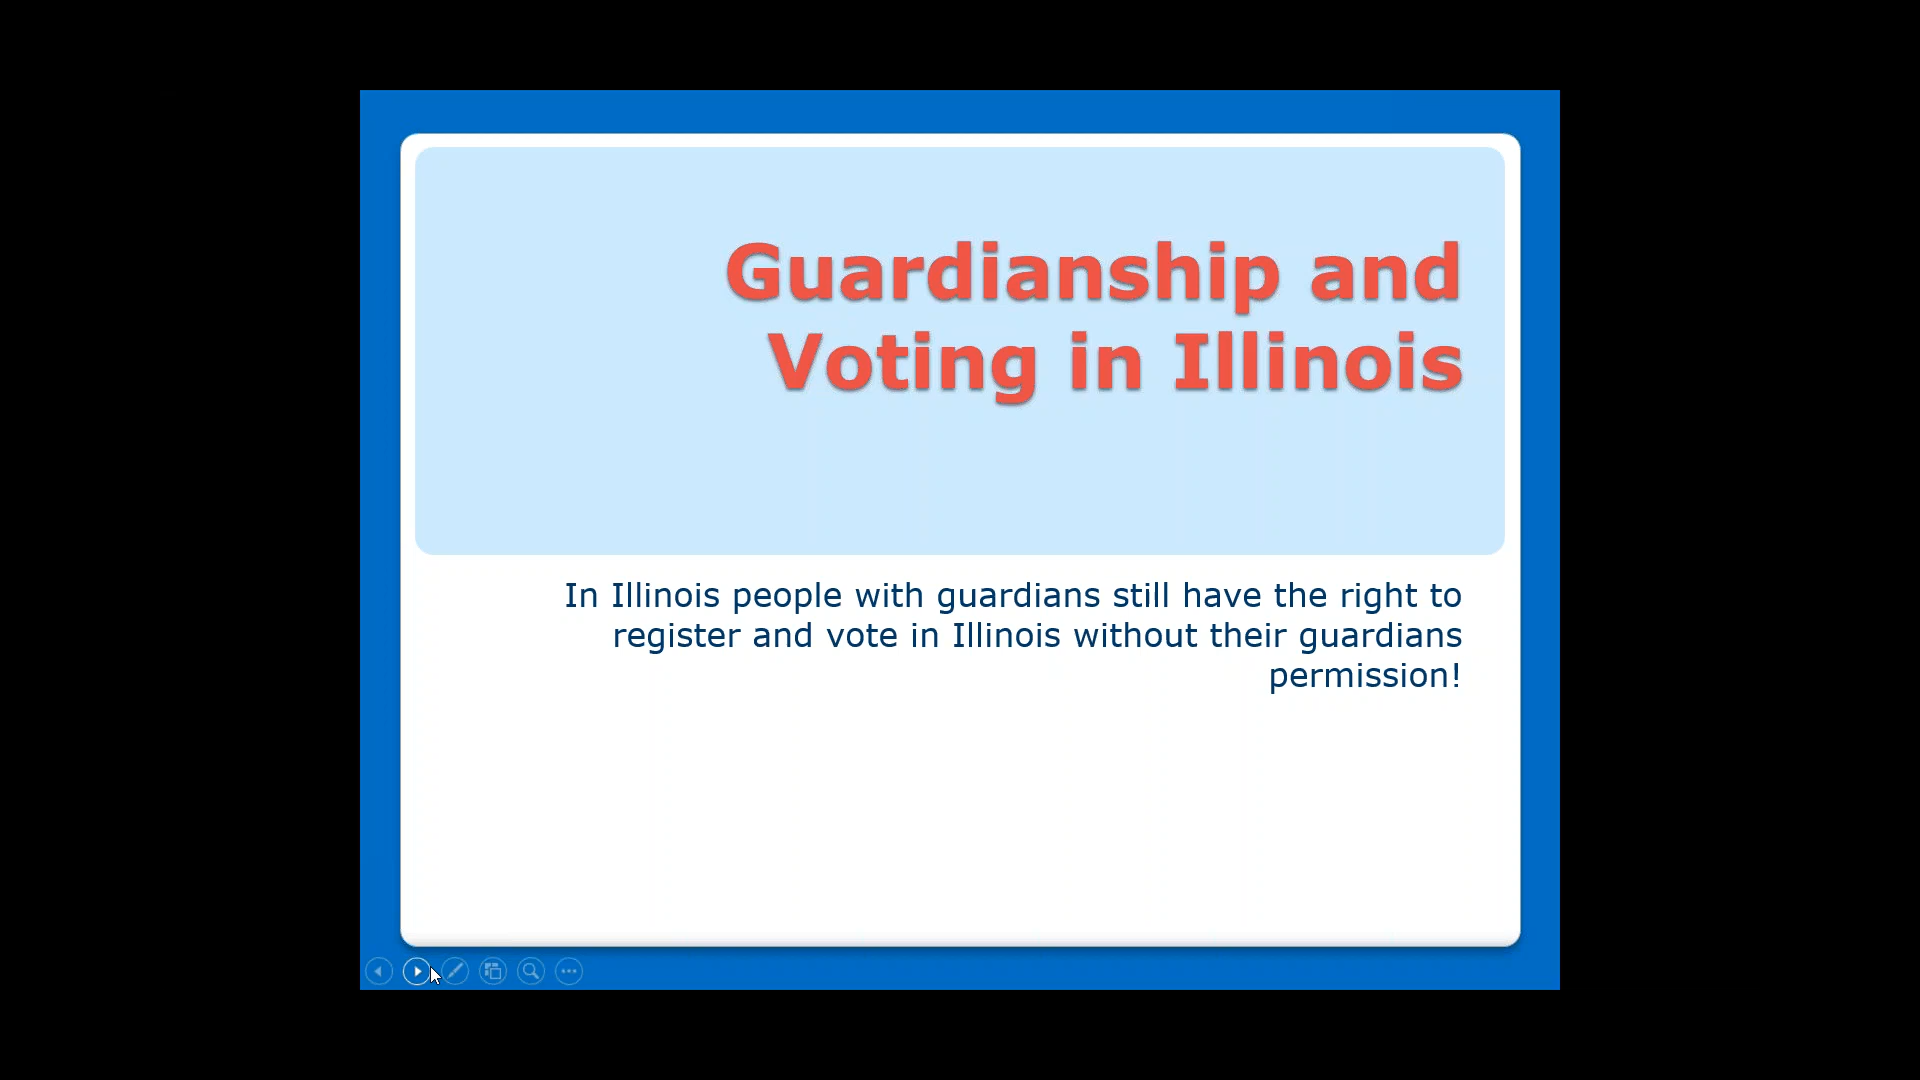 Guardianship and
Voting in Illinois
In Illinois people with guardians still have the right to
register and vote in Illinois without their guardians
permission!